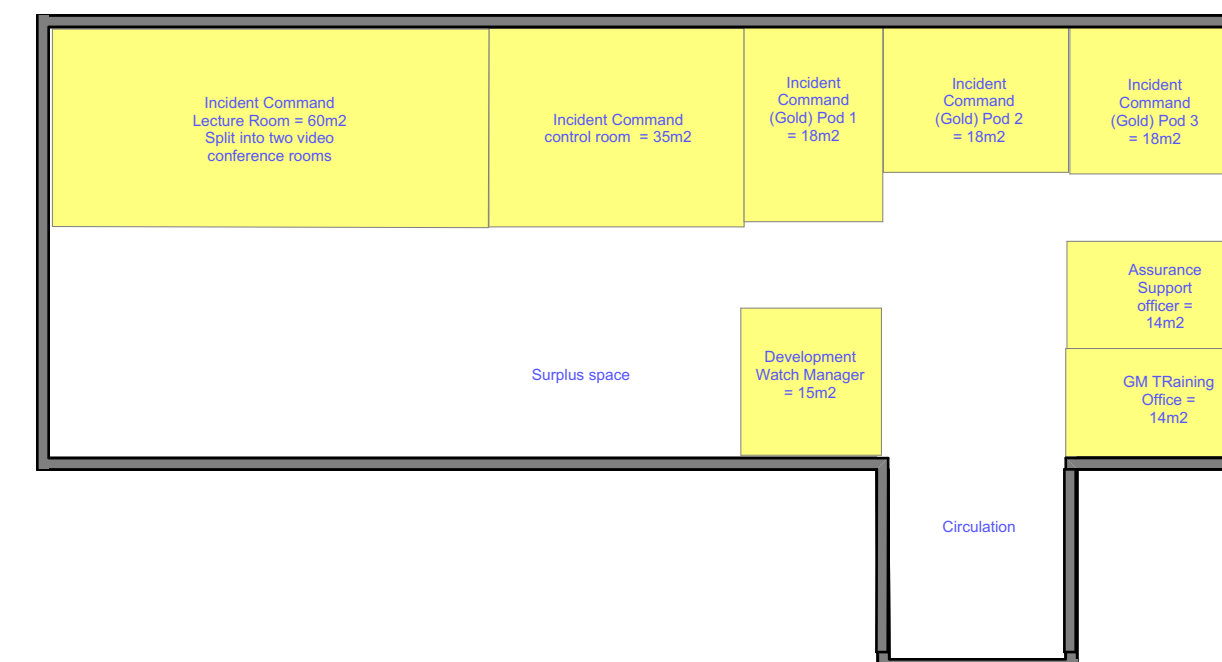 Incident Command
Lecture Room = 60m2
Split into two video
conference rooms
Incident Command
control room = 35m2
Incident
Command
(Gold) Pod 1
= 18m2
Incident
Command
(Gold) Pod 2
= 18m2
Incident
Command
(Gold) Pod 3
= 18m2
Assurance
Support
officer =
14m2
Surplus space
Development
Watch Manager
= 15m2
GM TRaining
Office =
14m2
Circulation